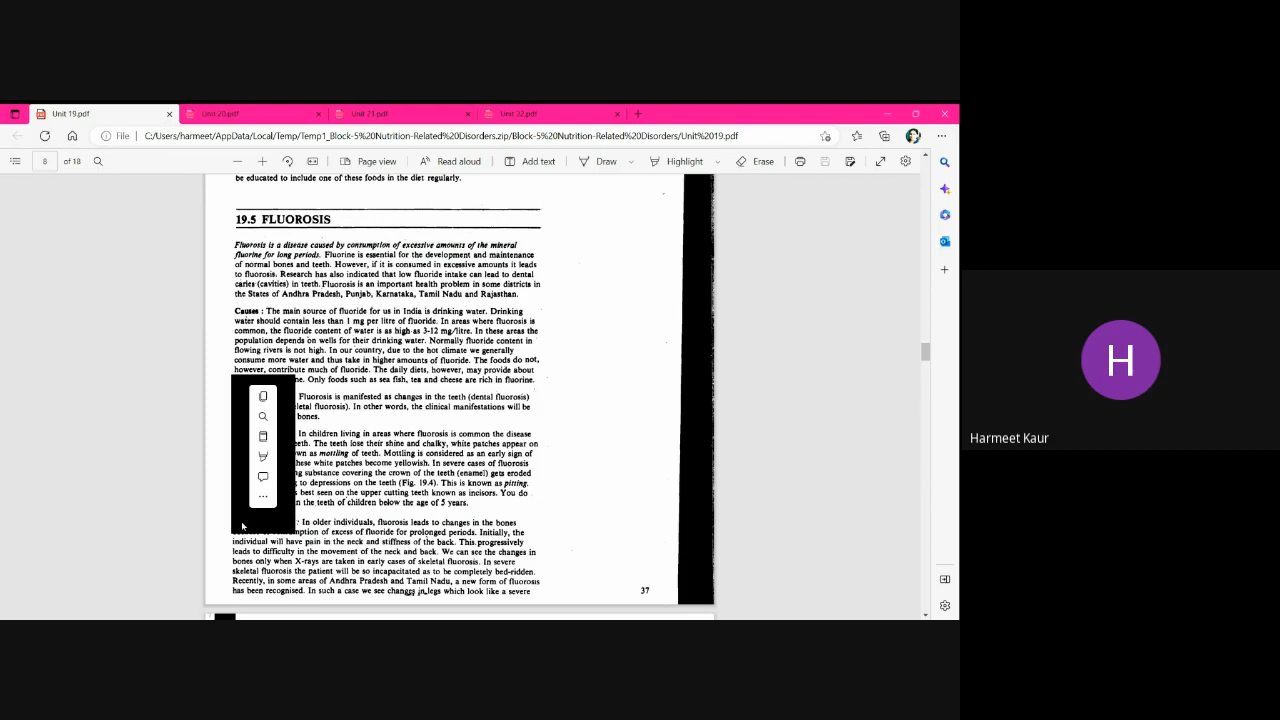 Unit 19.pdf
Unit 20.pdf
Unit 21.pdf
Unit 22.pdf
File
C:/Users/harmeet/AppData/Local/Temp/Temp1_Block-5%20Nutrition-Related%20Disorders.zip/Block-5%20Nutrition-Related%20Disorders/Unit%2019.pdf
8 of 18
Page view
Read aloud
Add text
Draw
Highlight
Erase
be educated to include one of these foods in the diet regularly.
19.5 FLUOROSIS
Fluorosis is a disease caused by consumption of excessive amounts of the mineral
fluorine for long periods. Fluorine is essential for the development and maintenance
of normal bones and teeth. However, if it is consumed in excessive amounts it leads
to fluorosis. Research has also indicated that low fluoride intake can lead to dental
caries (cavities) in teeth. Fluorosis is an important health problem in some districts in
the States of Andhra Pradesh, Punjab, Karnataka, Tamil Nadu and Rajasthan.
Causes : The main source of fluoride for us in India is drinking water. Drinking
water should contain less than 1 mg per litre of fluoride. In areas where fluorosis is
common, the fluoride content of water is as high as 3-12 mg/litre. In these areas the
population depends on wells for their drinking water. Normally fluoride content in
flowing rivers is not high. In our country, due to the hot climate we generally
consume more water and thus take in higher amounts of fluoride. The foods do not,
however, contribute much of fluoride. The daily diets, however, may provide about
ne. Only foods such as sea fish, tea and cheese are rich in fluorine.
Fluorosis is manifested as changes in the teeth (dental fluorosis)
letal fluorosis). In other words, the clinical manifestations will be
bones.
In children living in areas where fluorosis is common the disease
eeth. The teeth lose their shine and chalky, white patches appear on
own as mottling of teeth. Mottling is considered as an early sign of
hese white patches become yellowish. In severe cases of fluorosis
ng substance covering the crown of the teeth (enamel) gets eroded
g to depressions on the teeth (Fig. 19.4). This is known as pitting.
s best seen on the upper cutting teeth known as incisors. You do
n the teeth of children below the age of 5 years.
: In older individuals, fluorosis leads to changes in the bones
mption of excess of fluoride for prolonged periods. Initially, the
individual will have pain in the neck and stiffness of the back. This progressively
leads to difficulty in the movement of the neck and back. We can see the changes in
bones only when X-rays are taken in early cases of skeletal fluorosis. In severe
skeletal fluorosis the patient will be so incapacitated as to be completely bed-ridden.
Recently, in some areas of Andhra Pradesh and Tamil Nadu, a new form of fluorosis
has been recognised. In such a case we see changes in legs which look like a severe
37
H
Harmeet Kaur